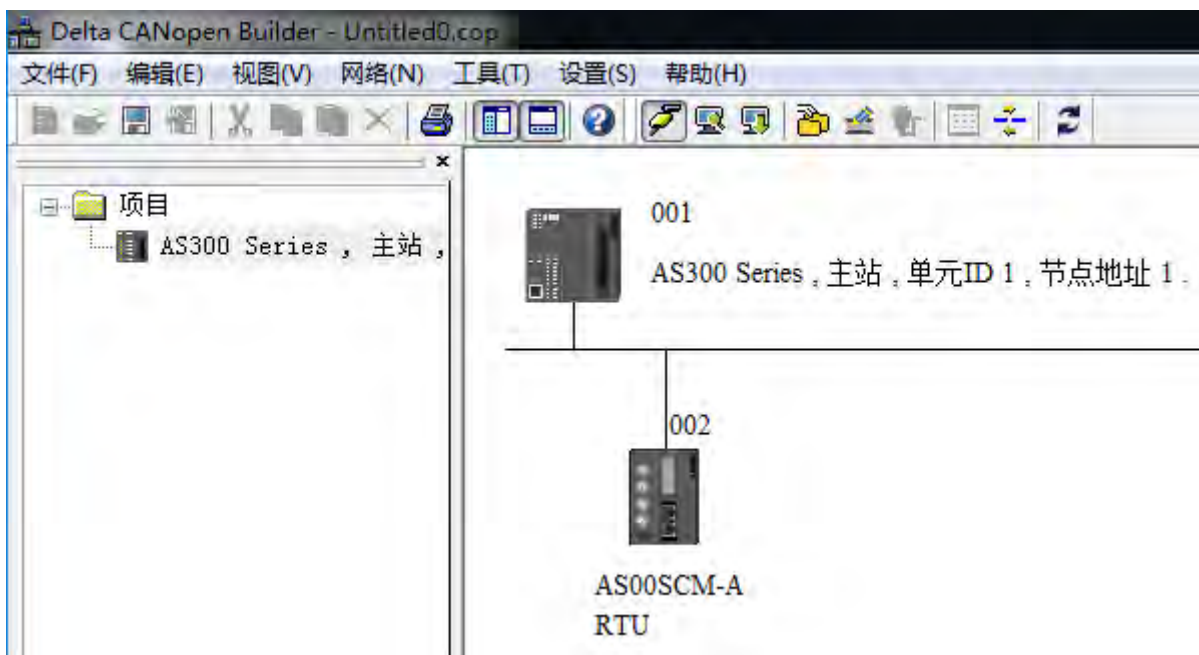 Delta CANopen Builder - Untitled0.cop
文件(F) 编辑(E) 视图(V) 网络(N) 工具(T) 设置(S) 帮助(H)
项目
AS300 Series , 主站 ,
001
AS300 Series , 主站 , 单元ID 1 , 节点地址 1 .
002
AS00SCM-A
RTU